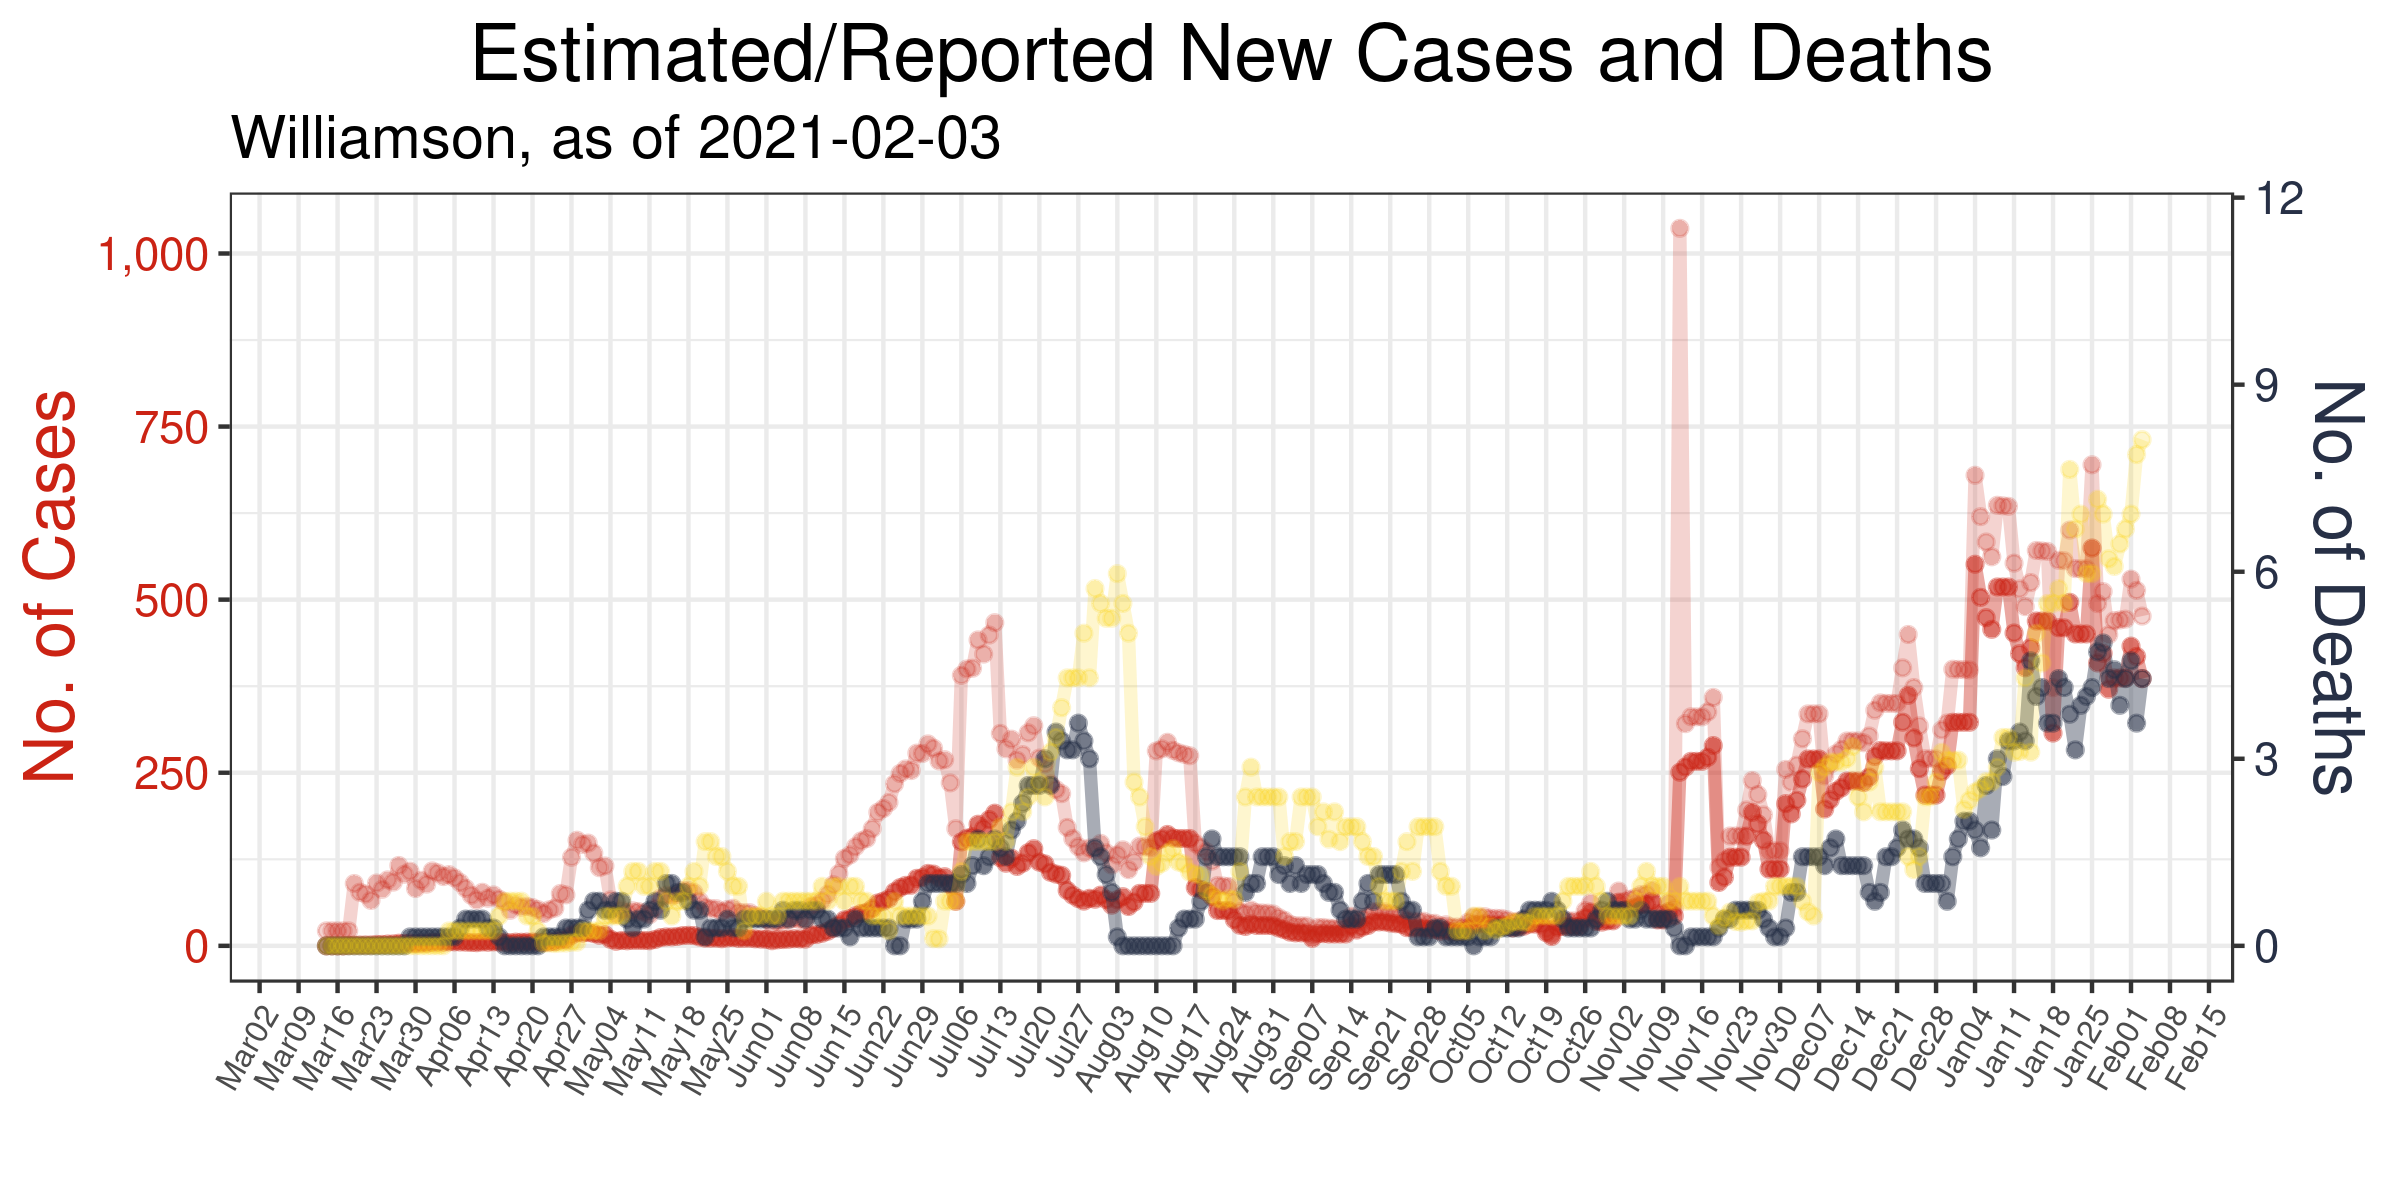 Estimated/Reported New Cases and Deaths
Williamson, as of 2021-02-03
No. of Cases
1,000
750
500
250
0
12
9
6
3
0
No. of Deaths
Mar02
Mar09
Mar16
Mar23
Mar30
Apr06
Apr13
Apr20
Apr27
May04
May11
May18
May25
Jun01
Jun08
Jun15
Jun22
Jun29
Jul06
Jul13
Jul20
Jul27
Aug03
Aug10
Aug17
Aug24
Aug31
Sep07
Sep14
Sep21
Sep28
Oct05
Oct12
Oct19
Oct26
Nov02
Nov09
Nov16
Nov23
Nov30
Dec07
Dec14
Dec21
Dec28
Jan04
Jan11
Jan18
Jan25
Feb01
Feb08
Feb15